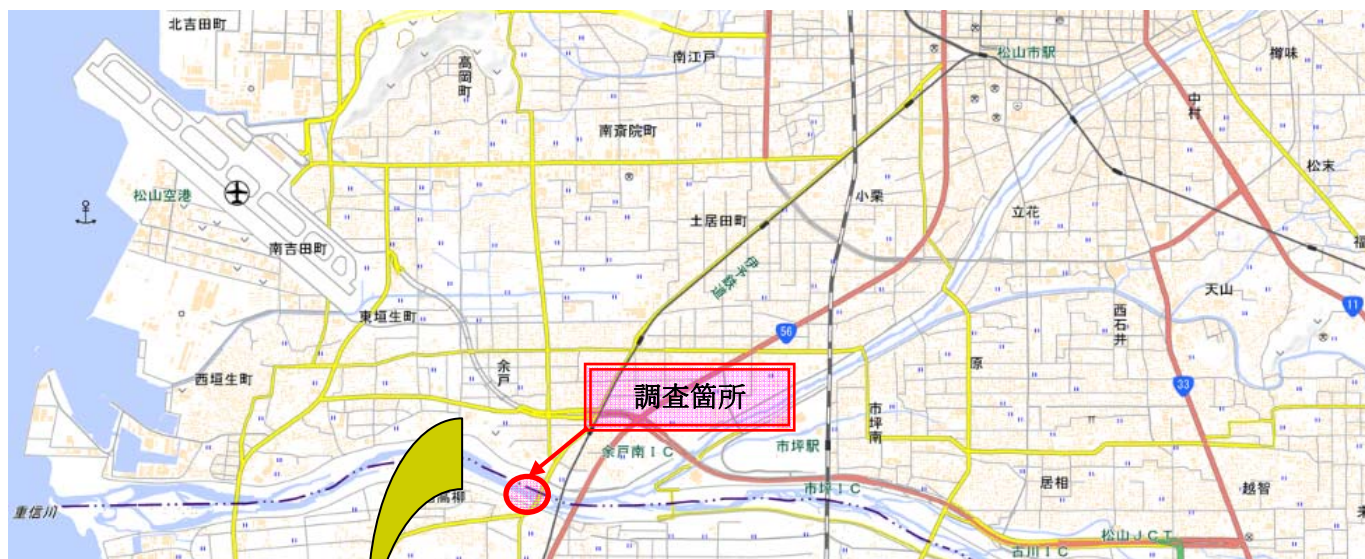 北吉田町
高岡町
南江戸
松山市駅
樽味
中村
南斎院町
松末
松山空港
小栗
土居田町
立花
福
南吉田町
伊予鉄道
天山
11
東垣生町
56
西石井
余戸
原
西垣生町
33
調査箇所
市坪南
余戸南IC
市坪駅
高柳
市坪IC
居相
越智
重信川
松山JCT
古川IC